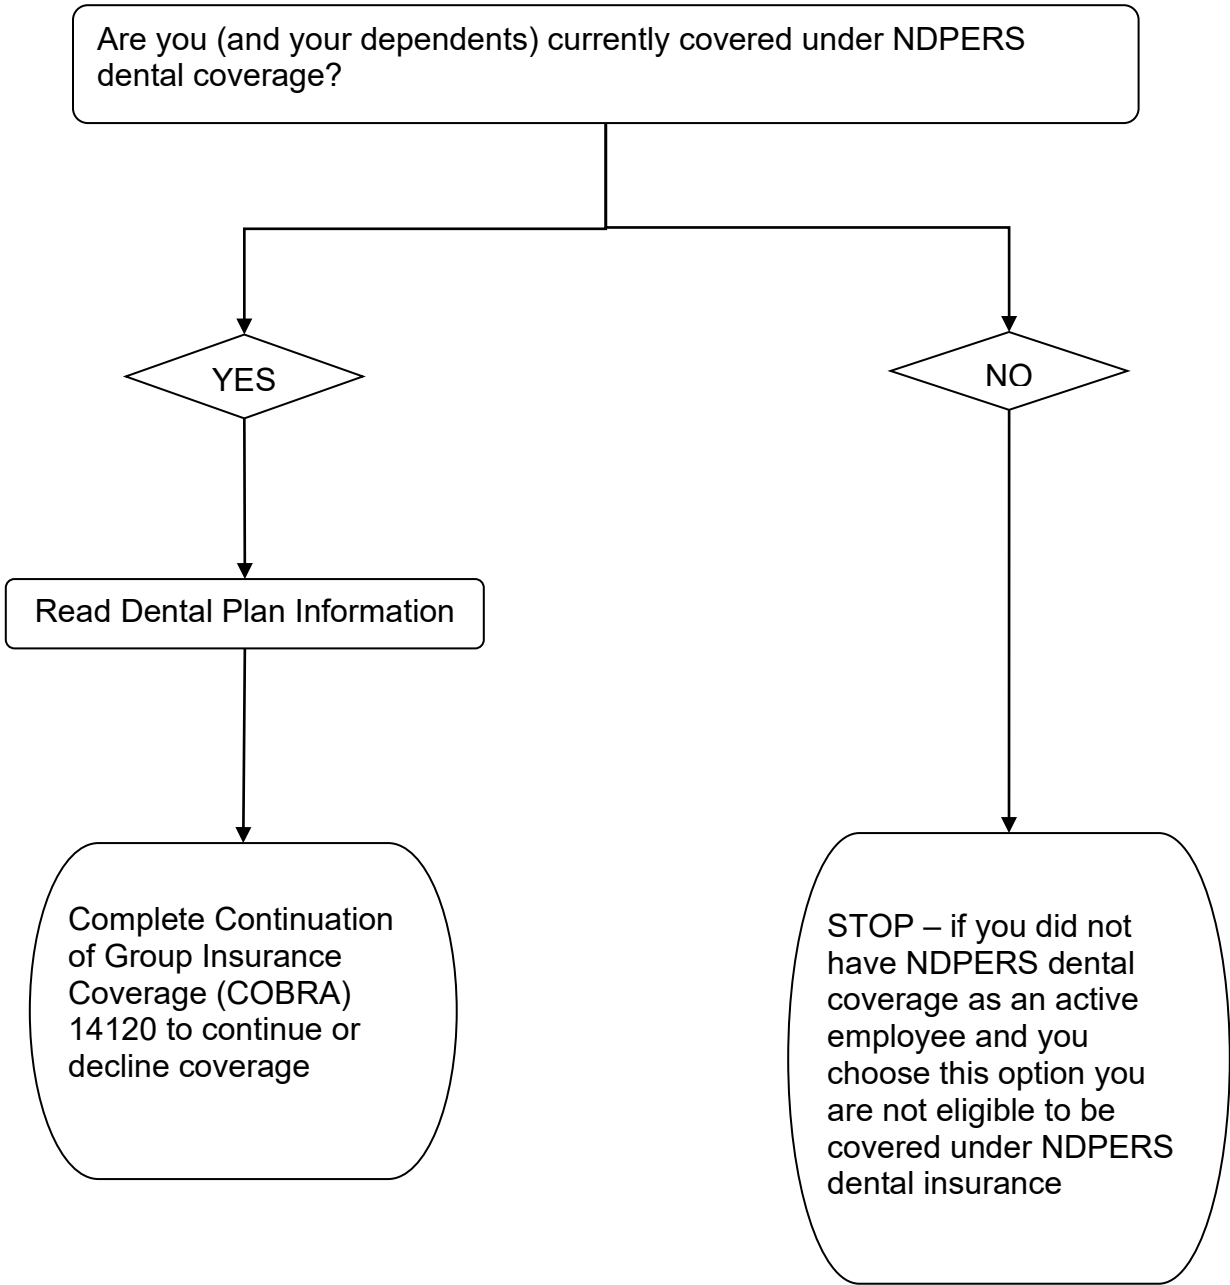 Are you (and your dependents) currently covered under NDPERS
dental coverage?
YES
NO
Read Dental Plan Information
Complete Continuation
of Group Insurance
Coverage (COBRA)
14120 to continue or
decline coverage
STOP – if you did not
have NDPERS dental
coverage as an active
employee and you
choose this option you
are not eligible to be
covered under NDPERS
dental insurance